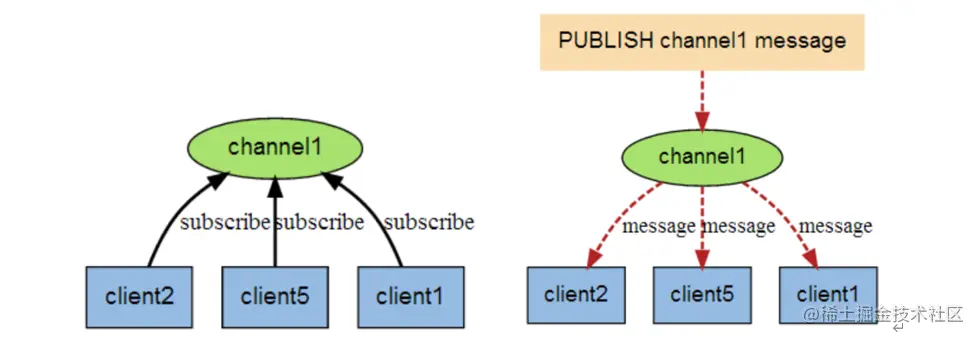 PUBLISH channel1 message
channel1
subscribe subscribe subscribe
client2 client5 client1
channel1
message message message
client2 client5 client1
@稀土掘金技术社区